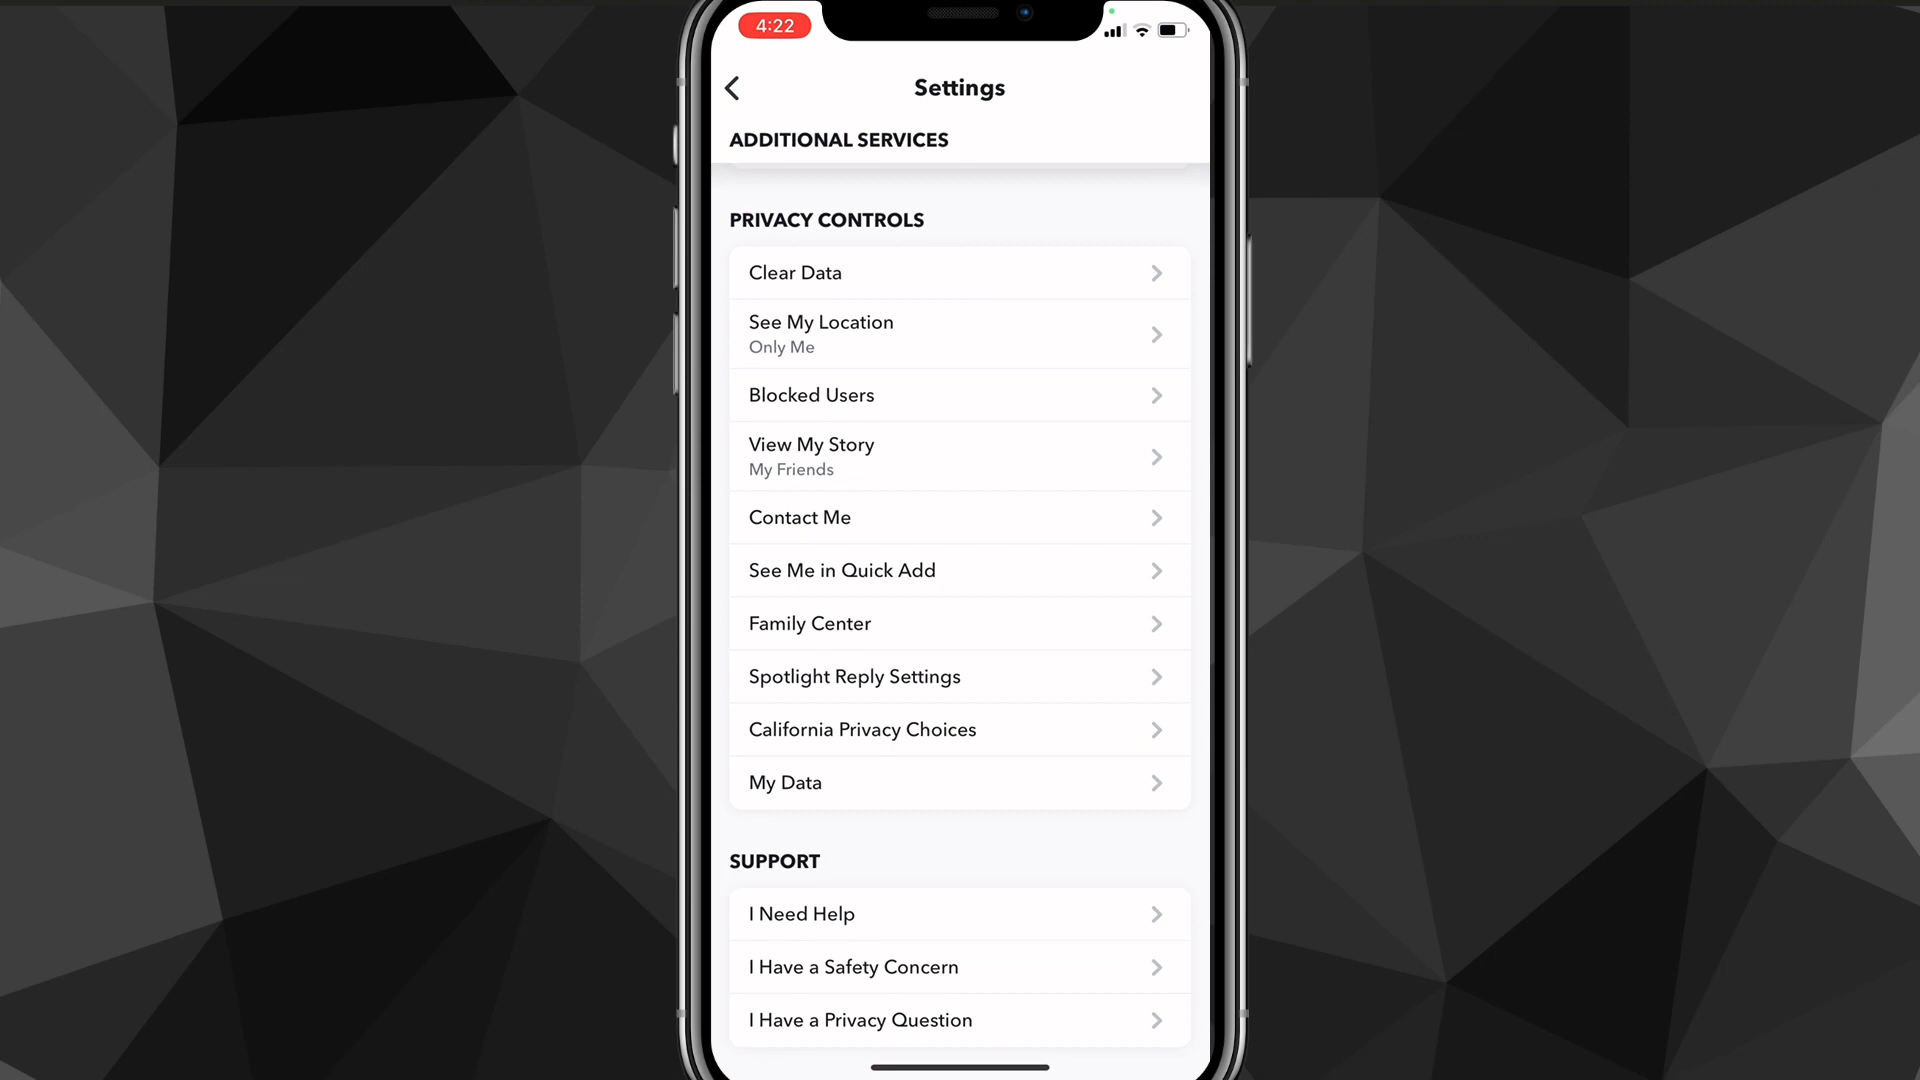 4:22
Settings
ADDITIONAL SERVICES
PRIVACY CONTROLS
Clear Data
See My Location
Only Me
Blocked Users
View My Story
My Friends
Contact Me
See Me in Quick Add
Family Center
Spotlight Reply Settings
California Privacy Choices
My Data
SUPPORT
I Need Help
I Have a Safety Concern
I Have a Privacy Question